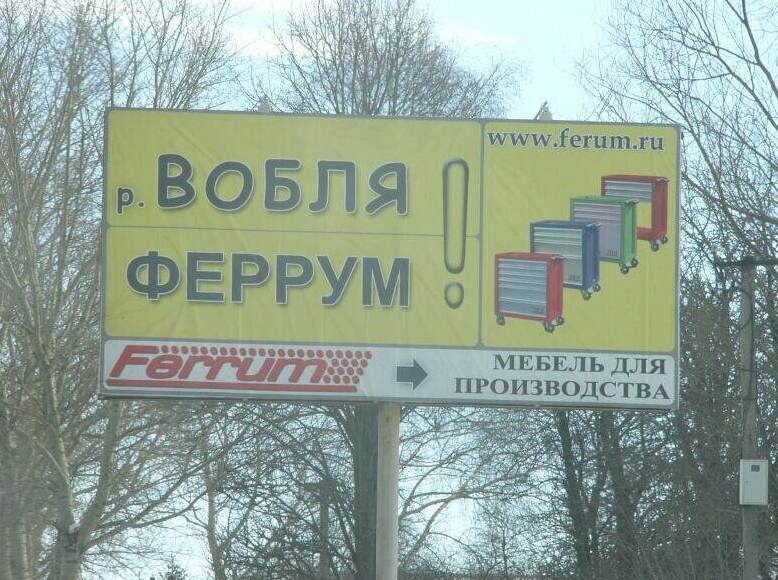 р. ВОБЛЯ !
ФЕРРУМ
www.ferum.ru
Ferrum → МЕБЕЛЬ ДЛЯ
ПРОИЗВОДСТВА